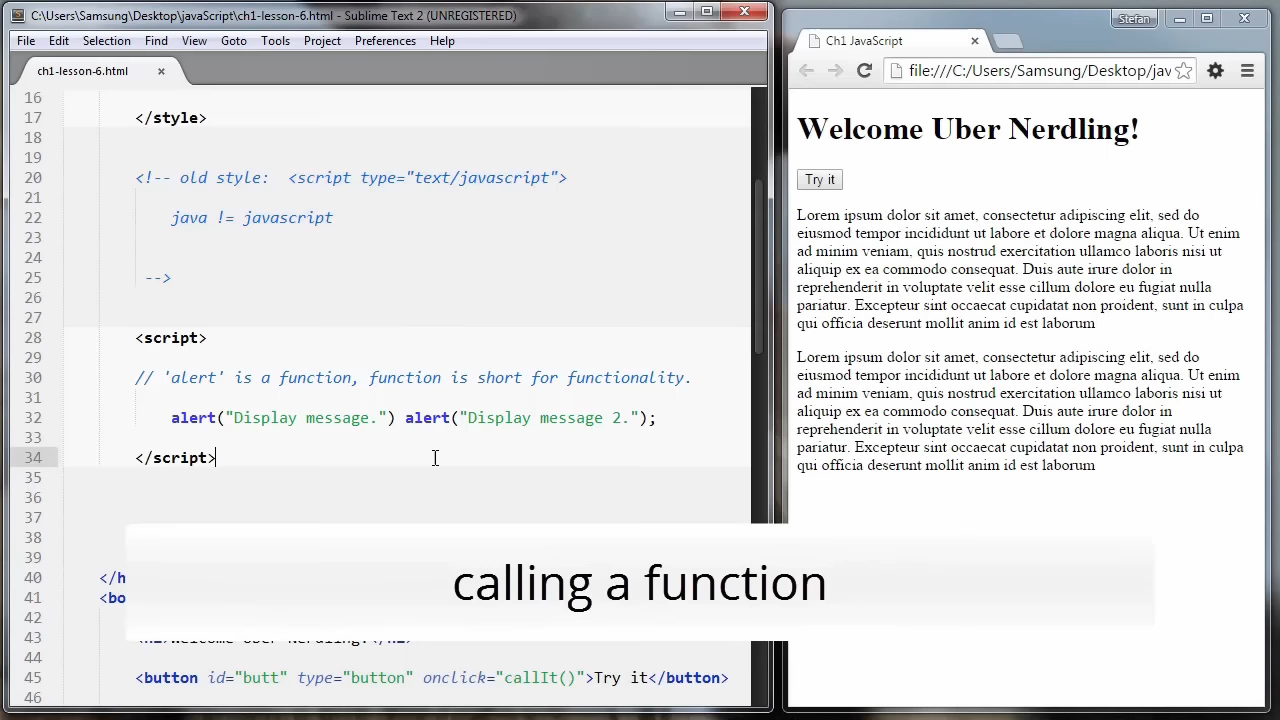 C:\Users\Samsung\Desktop\javaScript\ch1-lesson-6.html - Sublime Text 2 (UNREGISTERED)
File Edit Selection Find View Goto Tools Project Preferences Help
ch1-lesson-6.html
16
17 </style>
18
19
20 <!-- old style: <script type="text/javascript">
21
22 java != javascript
23
24
25 -->
26
27
28 <script>
29
30 // 'alert' is a function, function is short for functionality.
31
32 alert("Display message.") alert("Display message 2.");
33
34 </script>
35
36
37
38
39
40 </h
41 <bo
42
43
44
45 <button id="butt" type="button" onclick="callIt()">Try it</button>
46
calling a function
Stefan
Ch1 JavaScript
file:///C:/Users/Samsung/Desktop/jav
Welcome Uber Nerdling!
Try it
Lorem ipsum dolor sit amet, consectetur adipiscing elit, sed do
eiusmod tempor incididunt ut labore et dolore magna aliqua. Ut enim
ad minim veniam, quis nostrud exercitation ullamco laboris nisi ut
aliquip ex ea commodo consequat. Duis aute irure dolor in
reprehenderit in voluptate velit esse cillum dolore eu fugiat nulla
pariatur. Excepteur sint occaecat cupidatat non proident, sunt in culpa
qui officia deserunt mollit anim id est laborum
Lorem ipsum dolor sit amet, consectetur adipiscing elit, sed do
eiusmod tempor incididunt ut labore et dolore magna aliqua. Ut enim
ad minim veniam, quis nostrud exercitation ullamco laboris nisi ut
aliquip ex ea commodo consequat. Duis aute irure dolor in
reprehenderit in voluptate velit esse cillum dolore eu fugiat nulla
pariatur. Excepteur sint occaecat cupidatat non proident, sunt in culpa
qui officia deserunt mollit anim id est laborum